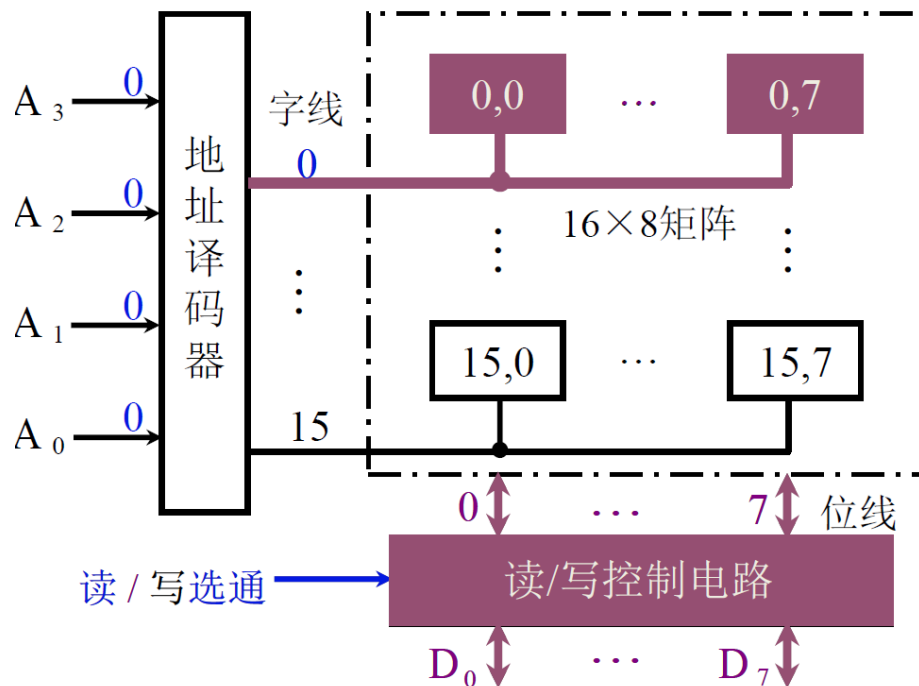 A3 0
A2 0
A1 0
A0 0
地址译码器
字线
0
⋮
15
0,0 … 0,7
⋮ 16×8矩阵 ⋮
15,0 … 15,7
0 … 7 位线
读/写选通
读/写控制电路
D0 … D7